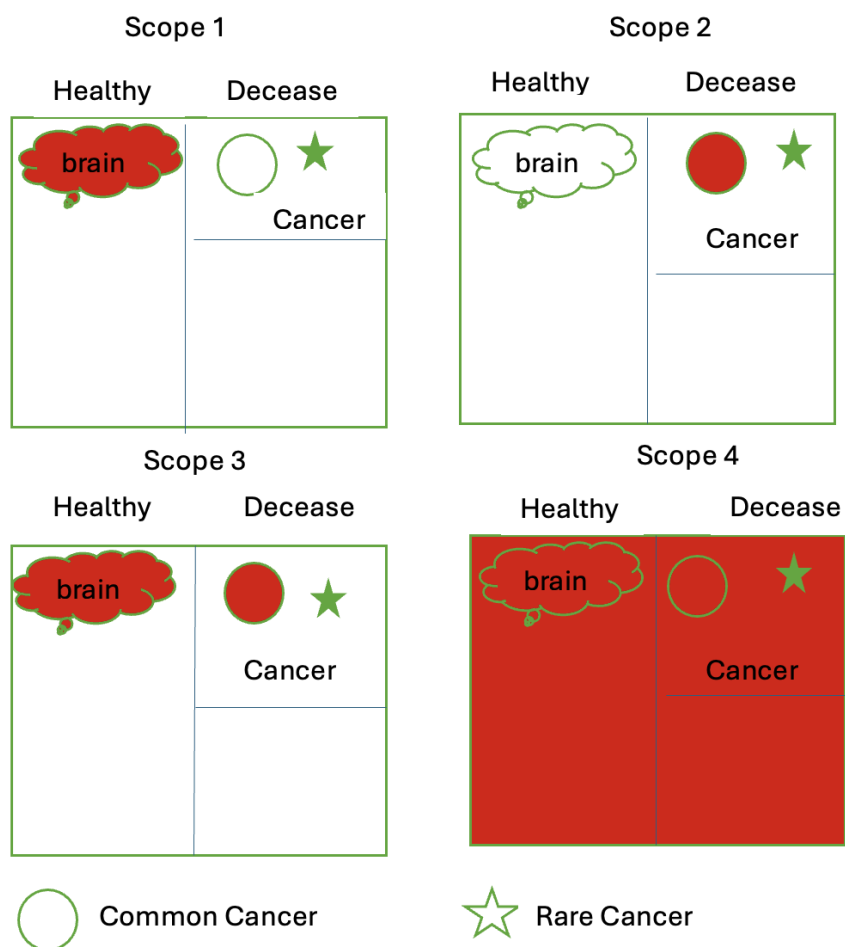 Scope 1
Healthy Decease
brain
Cancer
Scope 2
Healthy Decease
brain
Cancer
Scope 3
Healthy Decease
brain
Cancer
Scope 4
Healthy Decease
brain
Cancer
Common Cancer
Rare Cancer